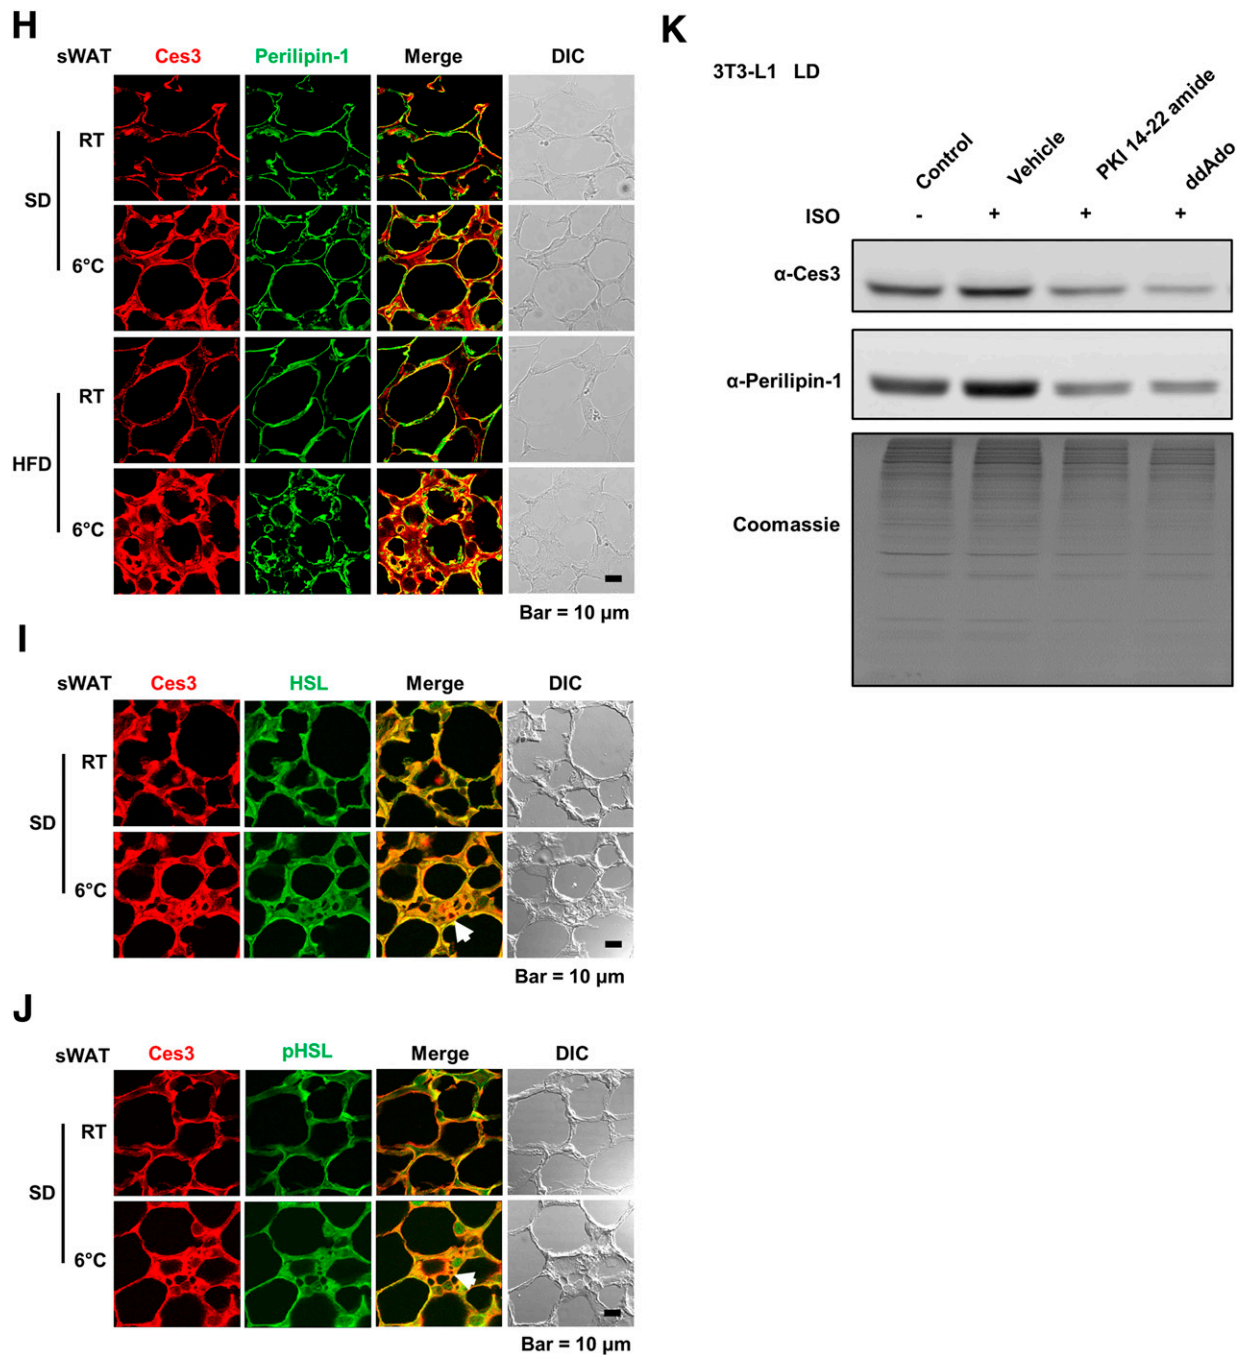 H
sWAT Ces3 Perilipin-1 Merge DIC
SD
RT
6°C
HFD
RT
6°C
Bar = 10 µm
I
sWAT Ces3 HSL Merge DIC
SD
RT
6°C
Bar = 10 µm
J
sWAT Ces3 pHSL Merge DIC
SD
RT
6°C
Bar = 10 µm
K
3T3-L1 LD
Control
Vehicle
PKI 14-22 amide
ddAdo
ISO - + + +
α-Ces3
α-Perilipin-1
Coomassie